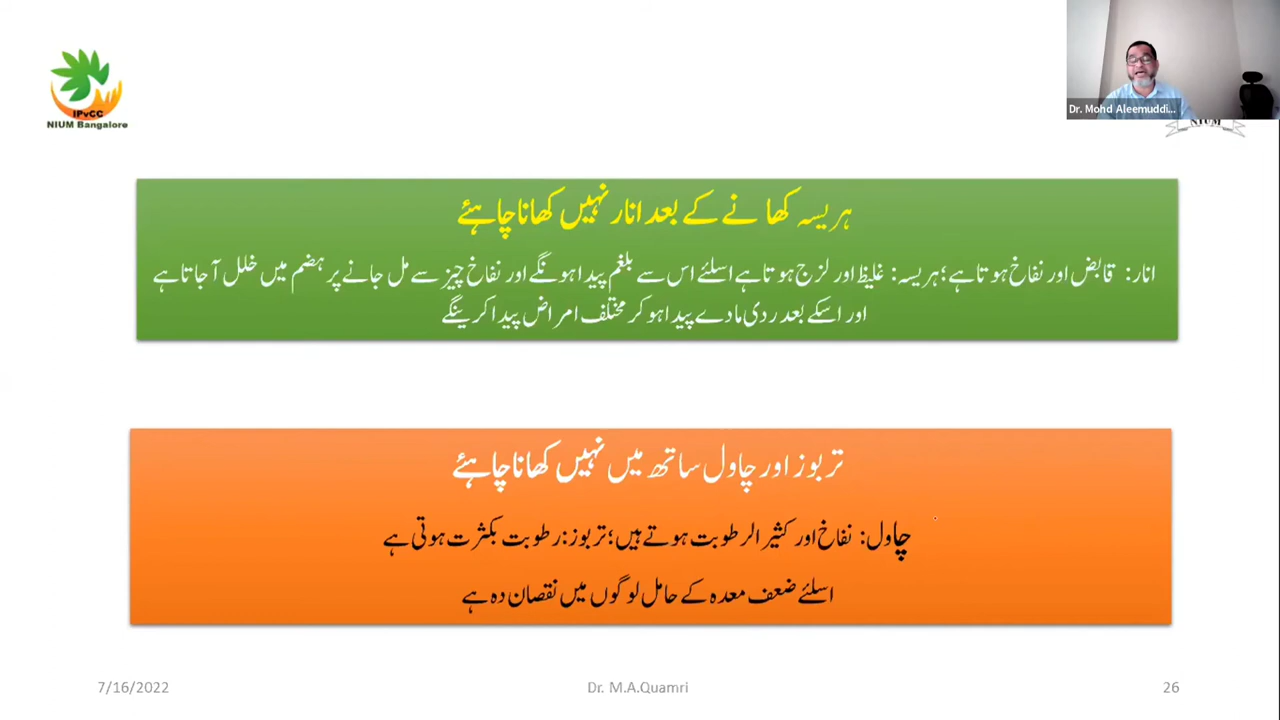 IPvCC
NIUM Bangalore
Dr. Mohd Aleemuddi...
NIUM
ہریسہ کھانے کے بعد انار نہیں کھانا چاہئے
انار: قابض اور نفاخ ہوتا ہے؛ ہریسہ: غلیظ اور لزج ہوتا ہے اسلئے اس سے بلغم پیدا ہونگے اور نفاخ چیز سے مل جانے پر ہضم میں خلل آ جاتا ہے
اور اسکے بعد ردی مادے پیدا ہو کر مختلف امراض پیدا کرینگے
تربوز اور چاول ساتھ میں نہیں کھانا چاہئے
چاول: نفاخ اور کثیر الرطوبت ہوتے ہیں؛ تربوز: رطوبت بکثرت ہوتی ہے
اسلئے ضعف معدہ کے حامل لوگوں میں نقصان دہ ہے
7/16/2022
Dr. M.A.Quamri
26